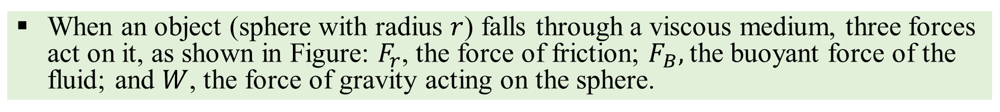 ▪ When an object (sphere with radius r) falls through a viscous medium, three forces
act on it, as shown in Figure: Fᵣ, the force of friction; F_B, the buoyant force of the
fluid; and W, the force of gravity acting on the sphere.